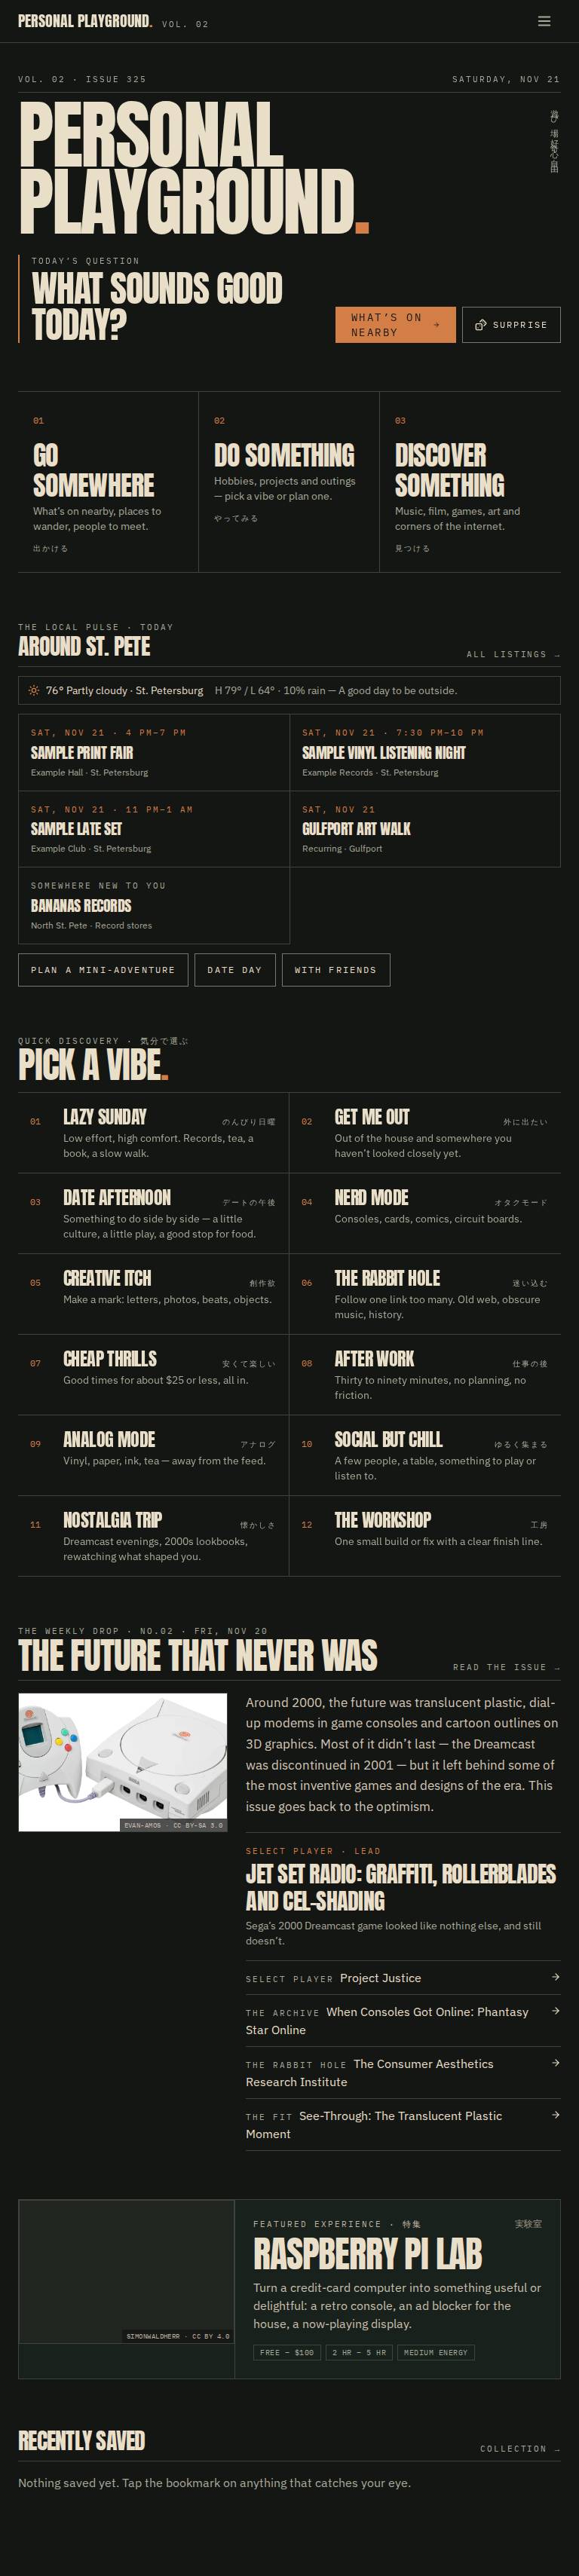 PERSONAL PLAYGROUND. VOL. 02
VOL. 02 · ISSUE 325
SATURDAY, NOV 21
PERSONAL
PLAYGROUND.
TODAY'S QUESTION
WHAT SOUNDS GOOD
TODAY?
WHAT'S ON
NEARBY →
SURPRISE
01
GO
SOMEWHERE
What's on nearby, places to
wander, people to meet.
出かける
02
DO SOMETHING
Hobbies, projects and outings
— pick a vibe or plan one.
やってみる
03
DISCOVER
SOMETHING
Music, film, games, art and
corners of the internet.
見つける
THE LOCAL PULSE · TODAY
AROUND ST. PETE
ALL LISTINGS →
76° Partly cloudy · St. Petersburg H 79° / L 64° · 10% rain — A good day to be outside.
SAT, NOV 21 · 4 PM–7 PM
SAMPLE PRINT FAIR
Example Hall · St. Petersburg
SAT, NOV 21 · 7:30 PM–10 PM
SAMPLE VINYL LISTENING NIGHT
Example Records · St. Petersburg
SAT, NOV 21 · 11 PM–1 AM
SAMPLE LATE SET
Example Club · St. Petersburg
SAT, NOV 21
GULFPORT ART WALK
Recurring · Gulfport
SOMEWHERE NEW TO YOU
BANANAS RECORDS
North St. Pete · Record stores
PLAN A MINI-ADVENTURE
DATE DAY
WITH FRIENDS
QUICK DISCOVERY · 気分で選ぶ
PICK A VIBE.
01 LAZY SUNDAY のんびり日曜
Low effort, high comfort. Records, tea, a
book, a slow walk.
02 GET ME OUT 外に出たい
Out of the house and somewhere you
haven't looked closely yet.
03 DATE AFTERNOON デートの午後
Something to do side by side — a little
culture, a little play, a good stop for food.
04 NERD MODE オタクモード
Consoles, cards, comics, circuit boards.
05 CREATIVE ITCH 創作欲
Make a mark: letters, photos, beats, objects.
06 THE RABBIT HOLE 迷い込む
Follow one link too many. Old web, obscure
music, history.
07 CHEAP THRILLS 安くて楽しい
Good times for about $25 or less, all in.
08 AFTER WORK 仕事の後
Thirty to ninety minutes, no planning, no
friction.
09 ANALOG MODE アナログ
Vinyl, paper, ink, tea — away from the feed.
10 SOCIAL BUT CHILL ゆるく集まる
A few people, a table, something to play or
listen to.
11 NOSTALGIA TRIP 懐かしさ
Dreamcast evenings, 2000s lookbooks,
rewatching what shaped you.
12 THE WORKSHOP 工房
One small build or fix with a clear finish line.
THE WEEKLY DROP · NO.02 · FRI, NOV 20
THE FUTURE THAT NEVER WAS
READ THE ISSUE →
EVAN-AMOS · CC BY-SA 3.0
Around 2000, the future was translucent plastic, dial-
up modems in game consoles and cartoon outlines on
3D graphics. Most of it didn't last — the Dreamcast
was discontinued in 2001 — but it left behind some of
the most inventive games and designs of the era. This
issue goes back to the optimism.
SELECT PLAYER · LEAD
JET SET RADIO: GRAFFITI, ROLLERBLADES
AND CEL-SHADING
Sega's 2000 Dreamcast game looked like nothing else, and still
doesn't.
SELECT PLAYER Project Justice →
THE ARCHIVE When Consoles Got Online: Phantasy →
Star Online
THE RABBIT HOLE The Consumer Aesthetics →
Research Institute
THE FIT See-Through: The Translucent Plastic →
Moment
SIMONWALDHERR · CC BY 4.0
FEATURED EXPERIENCE · 特集
実験室
RASPBERRY PI LAB
Turn a credit-card computer into something useful or
delightful: a retro console, an ad blocker for the
house, a now-playing display.
FREE – $100
2 HR – 5 HR
MEDIUM ENERGY
RECENTLY SAVED
COLLECTION →
Nothing saved yet. Tap the bookmark on anything that catches your eye.